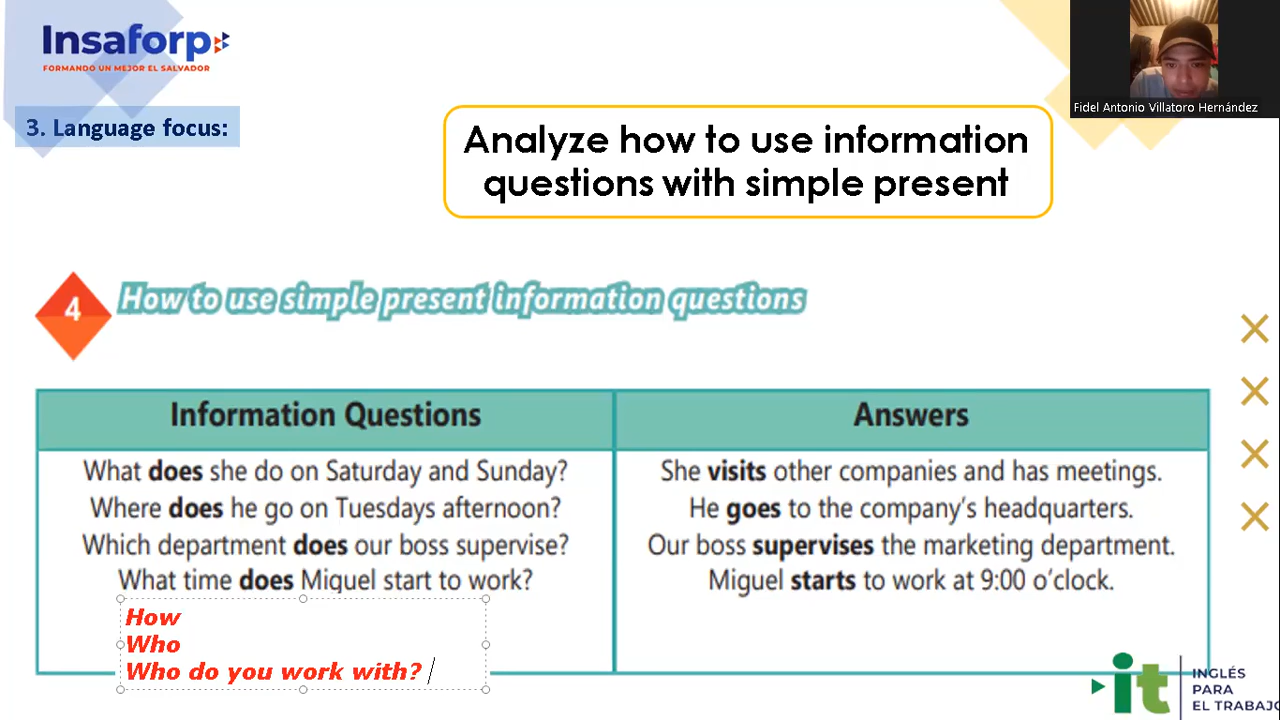 Insaforp
FORMANDO UN MEJOR EL SALVADOR
Fidel Antonio Villatoro Hernández
3. Language focus:
Analyze how to use information
questions with simple present
4
How to use simple present information questions
Information Questions
Answers
What does she do on Saturday and Sunday?
She visits other companies and has meetings.
Where does he go on Tuesdays afternoon?
He goes to the company's headquarters.
Which department does our boss supervise?
Our boss supervises the marketing department.
What time does Miguel start to work?
Miguel starts to work at 9:00 o'clock.
How
Who
Who do you work with?
it
INGLÉS
PARA
EL TRABAJO